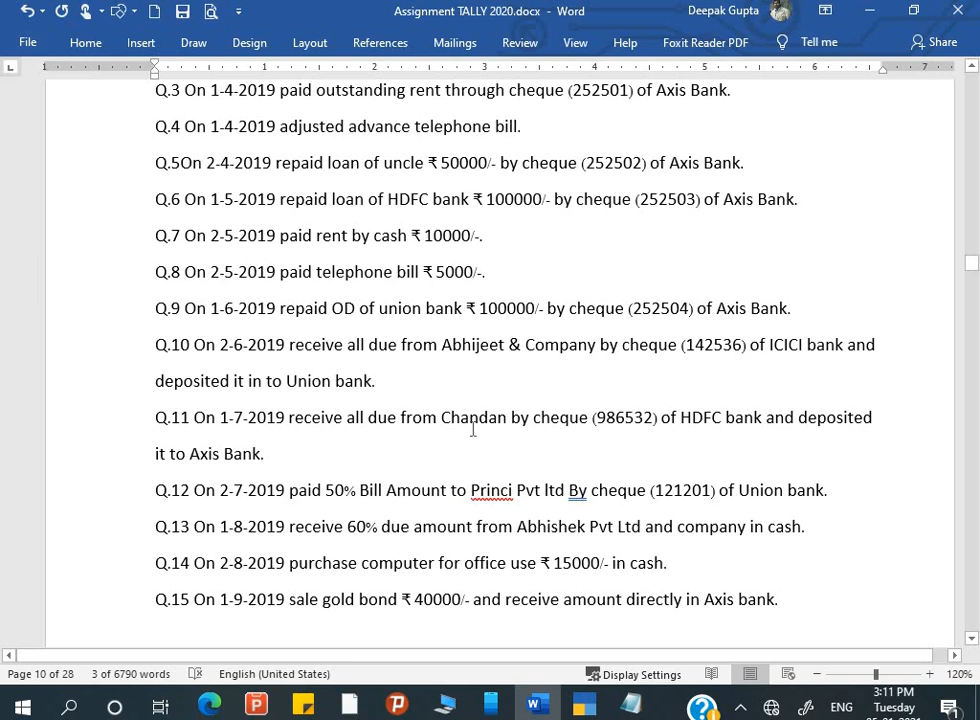 Assignment TALLY 2020.docx - Word Deepak Gupta
File Home Insert Draw Design Layout References Mailings Review View Help Foxit Reader PDF Tell me Share
1 1 2 3 4 5 6 7
Q.3 On 1-4-2019 paid outstanding rent through cheque (252501) of Axis Bank.
Q.4 On 1-4-2019 adjusted advance telephone bill.
Q.5On 2-4-2019 repaid loan of uncle ₹ 50000/- by cheque (252502) of Axis Bank.
Q.6 On 1-5-2019 repaid loan of HDFC bank ₹ 100000/- by cheque (252503) of Axis Bank.
Q.7 On 2-5-2019 paid rent by cash ₹ 10000/-.
Q.8 On 2-5-2019 paid telephone bill ₹ 5000/-.
Q.9 On 1-6-2019 repaid OD of union bank ₹ 100000/- by cheque (252504) of Axis Bank.
Q.10 On 2-6-2019 receive all due from Abhijeet & Company by cheque (142536) of ICICI bank and
deposited it in to Union bank.
Q.11 On 1-7-2019 receive all due from Chandan by cheque (986532) of HDFC bank and deposited
it to Axis Bank.
Q.12 On 2-7-2019 paid 50% Bill Amount to Princi Pvt ltd By cheque (121201) of Union bank.
Q.13 On 1-8-2019 receive 60% due amount from Abhishek Pvt Ltd and company in cash.
Q.14 On 2-8-2019 purchase computer for office use ₹ 15000/- in cash.
Q.15 On 1-9-2019 sale gold bond ₹ 40000/- and receive amount directly in Axis bank.
Page 10 of 28 3 of 6790 words English (United States) Display Settings 120%
3:11 PM
ENG Tuesday